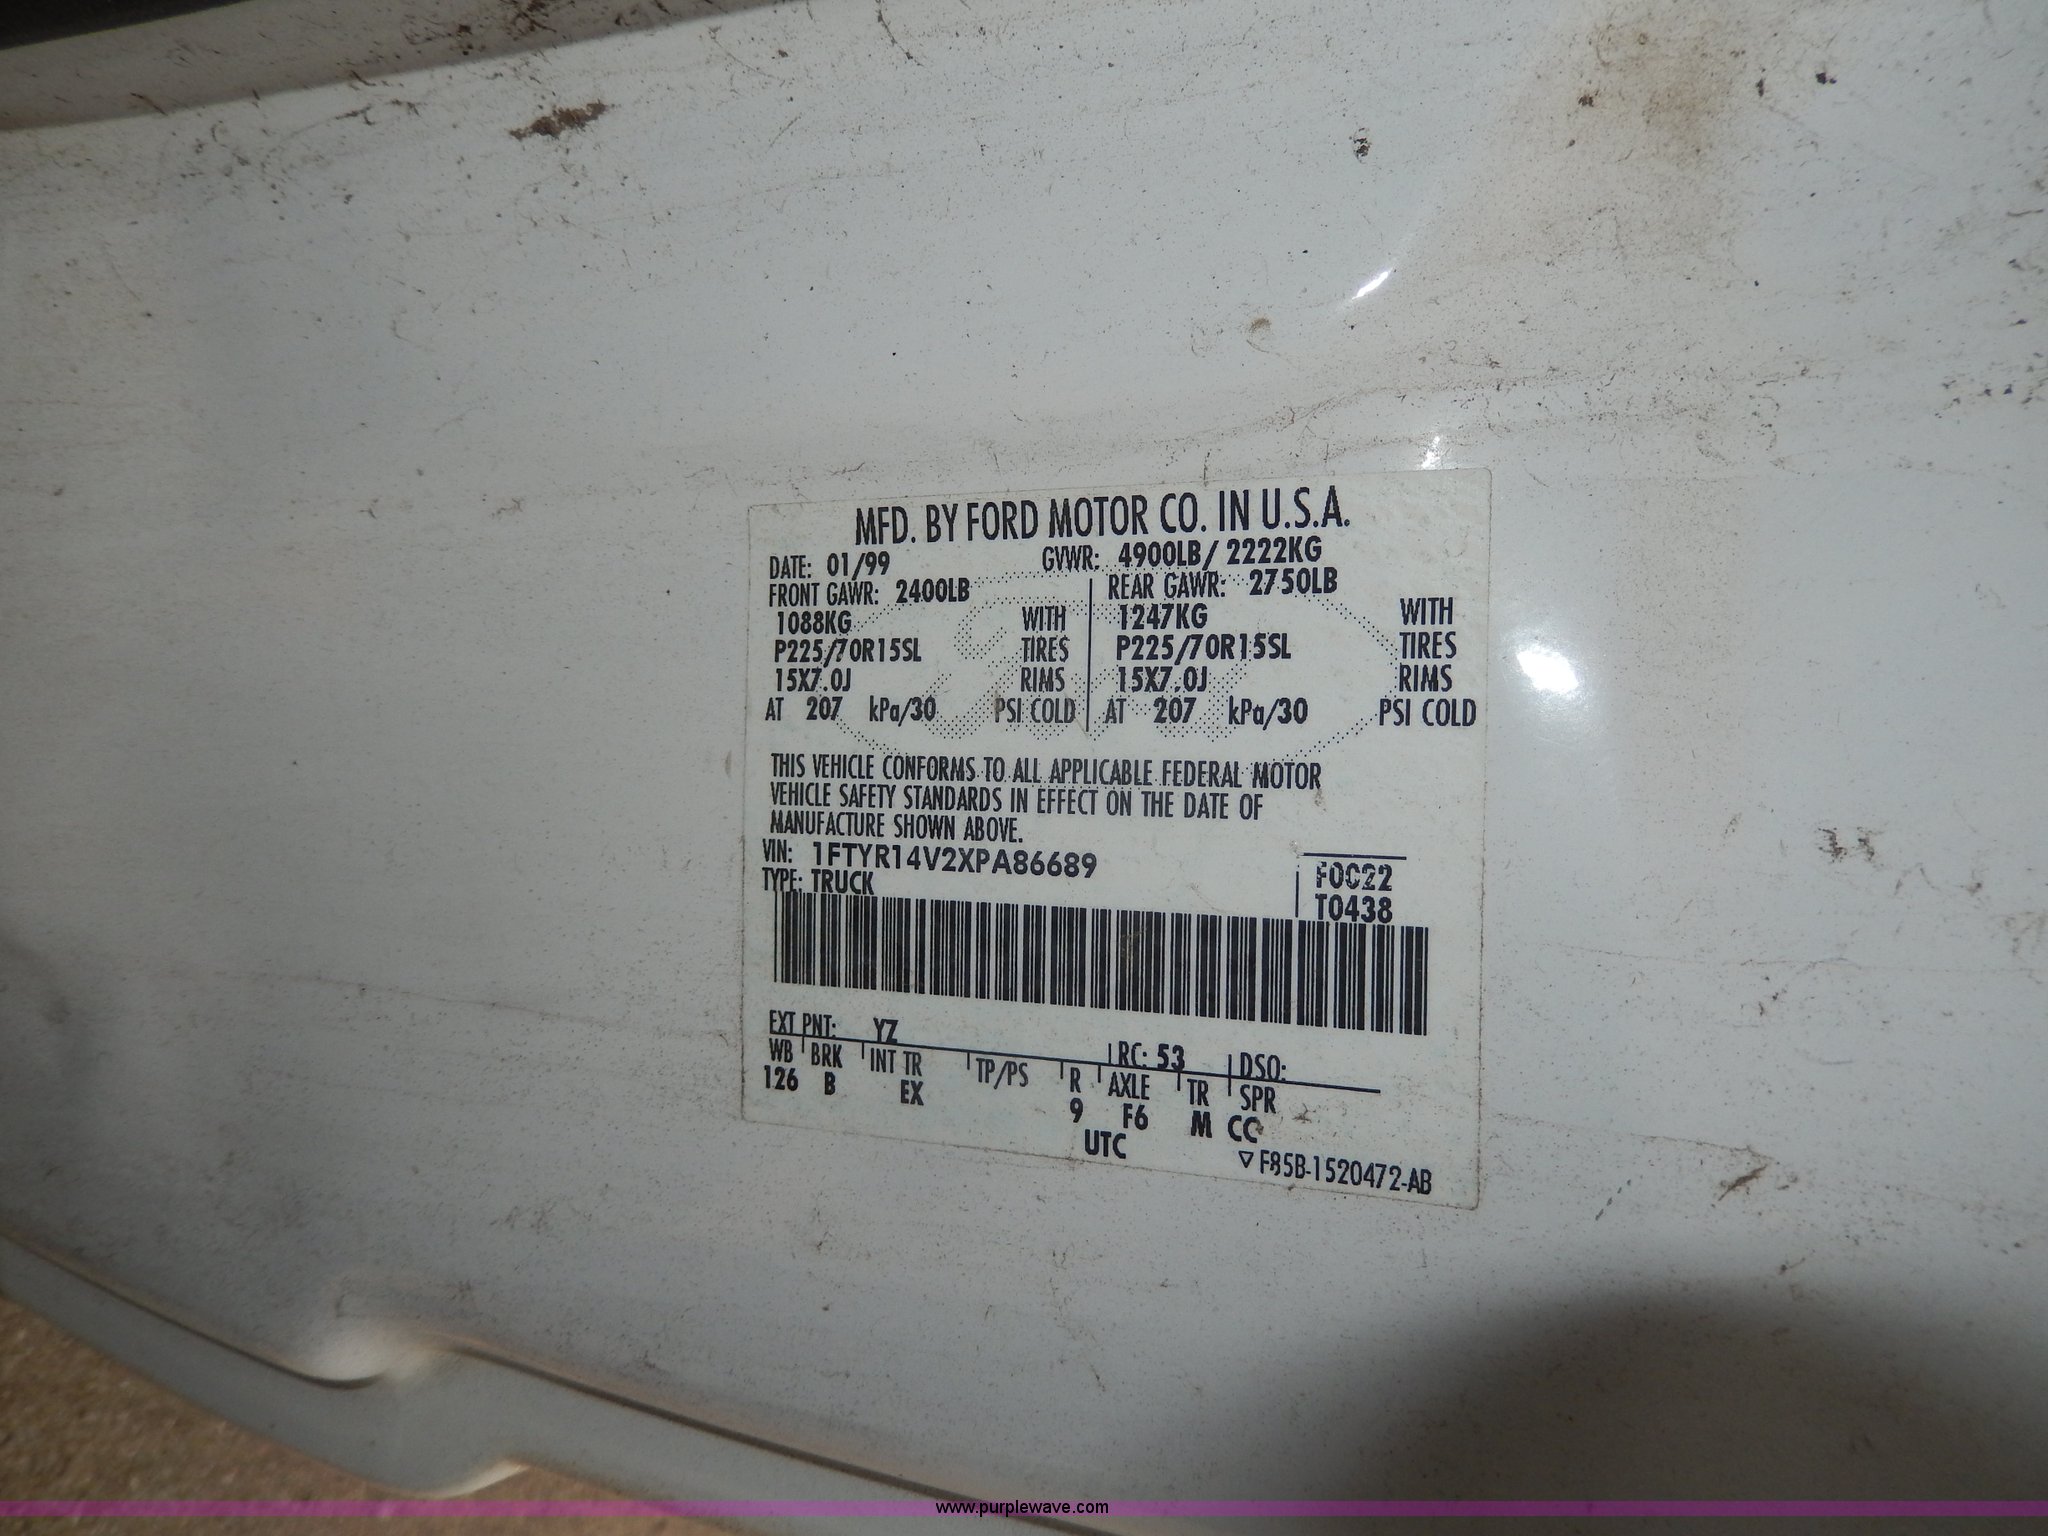 MFD. BY FORD MOTOR CO. IN U.S.A.
DATE: 01/99 GVWR: 4900LB/ 2222KG
FRONT GAWR: 2400LB REAR GAWR: 2750LB
1088KG WITH 1247KG WITH
P225/70R15SL TIRES P225/70R15SL TIRES
15X7.0J RIMS 15X7.0J RIMS
AT 207 kPa/30 PSI COLD AT 207 kPa/30 PSI COLD
THIS VEHICLE CONFORMS TO ALL APPLICABLE FEDERAL MOTOR
VEHICLE SAFETY STANDARDS IN EFFECT ON THE DATE OF
MANUFACTURE SHOWN ABOVE.
VIN: 1FTYR14V2XPA86689
F0C22
TYPE: TRUCK
T0438
EXT PNT: YZ RC: 53 DSO:
WB BRK INT TR TP/PS R AXLE TR SPR
126 B EX 9 F6 M CC
UTC
▽F85B-1520472-AB
www.purplewave.com